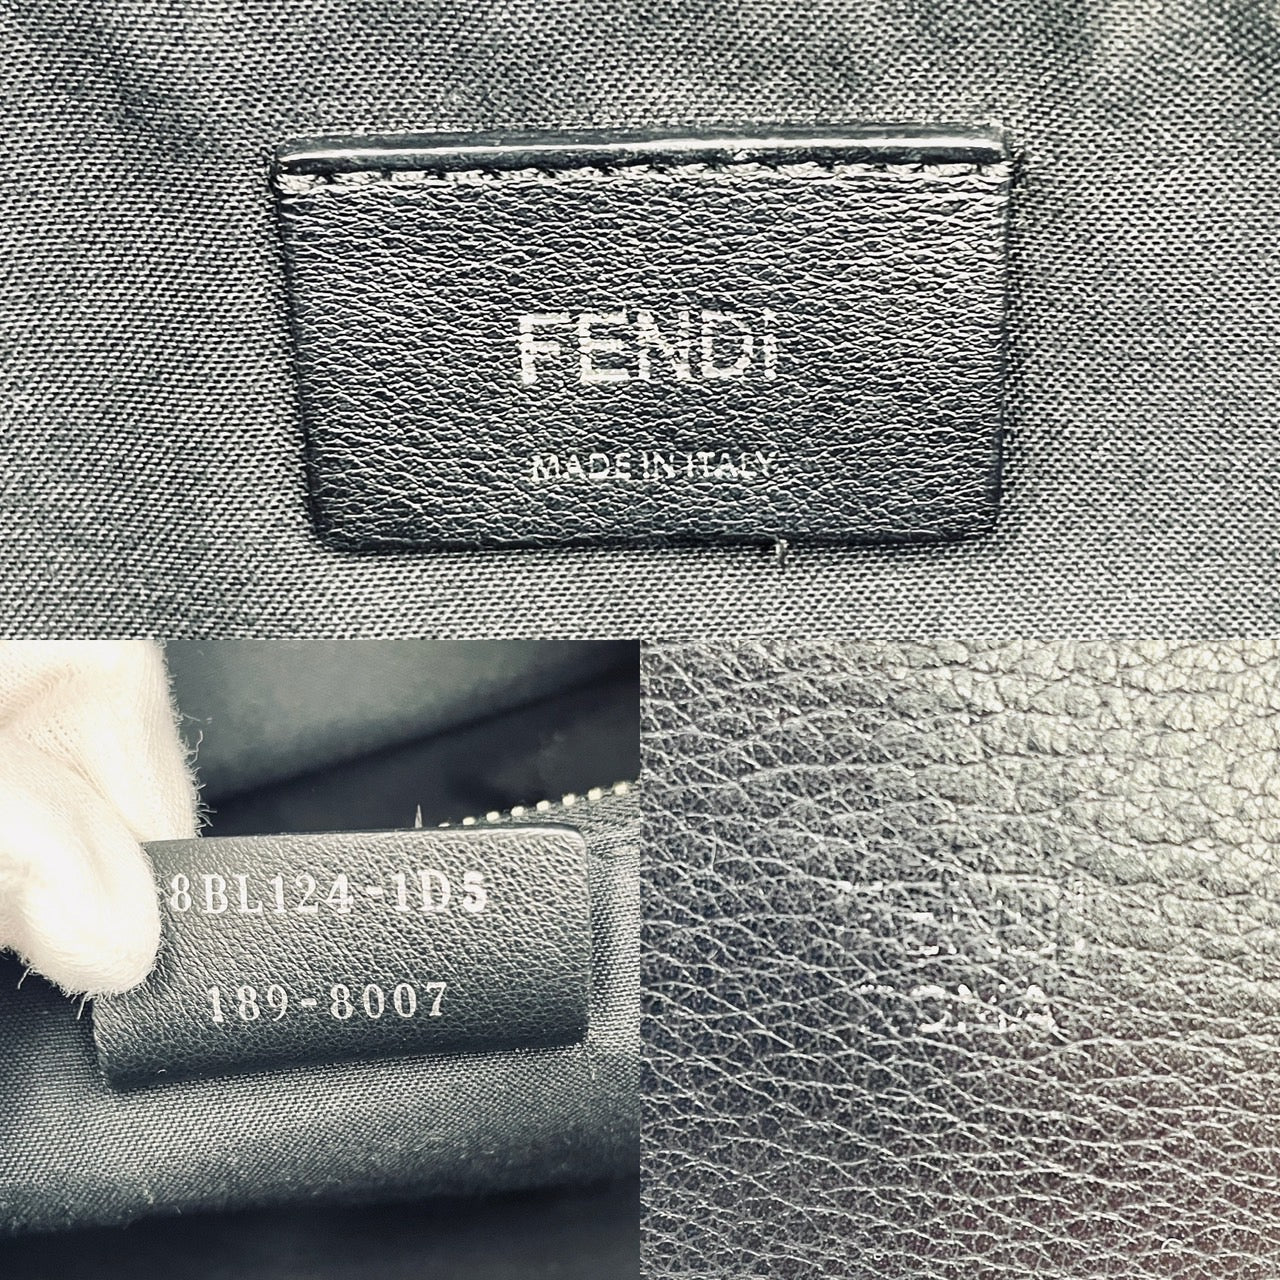 FENDI
MADE IN ITALY
8BL124-1D5
189-8007